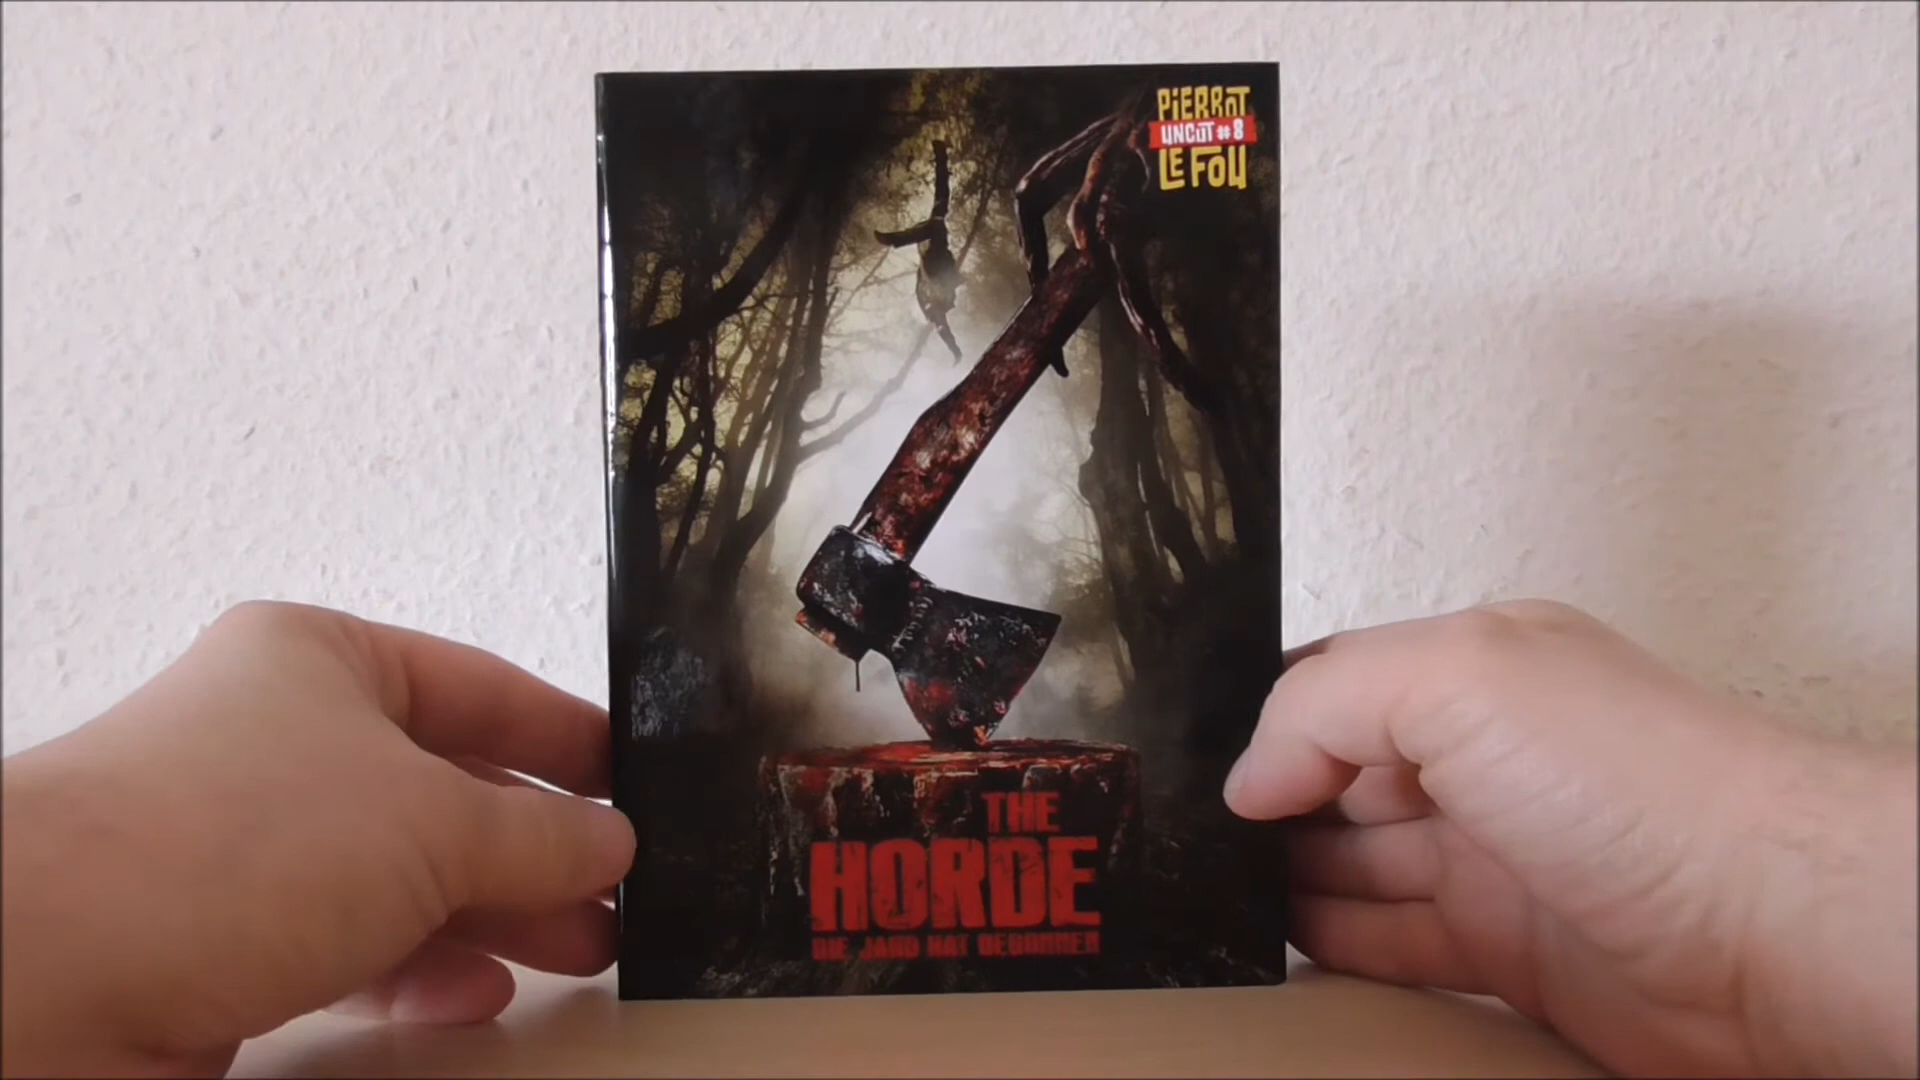 PiERROT
UNCUT #8
LE FOU
THE
HORDE
DIE JAGD HAT BEGONNEN